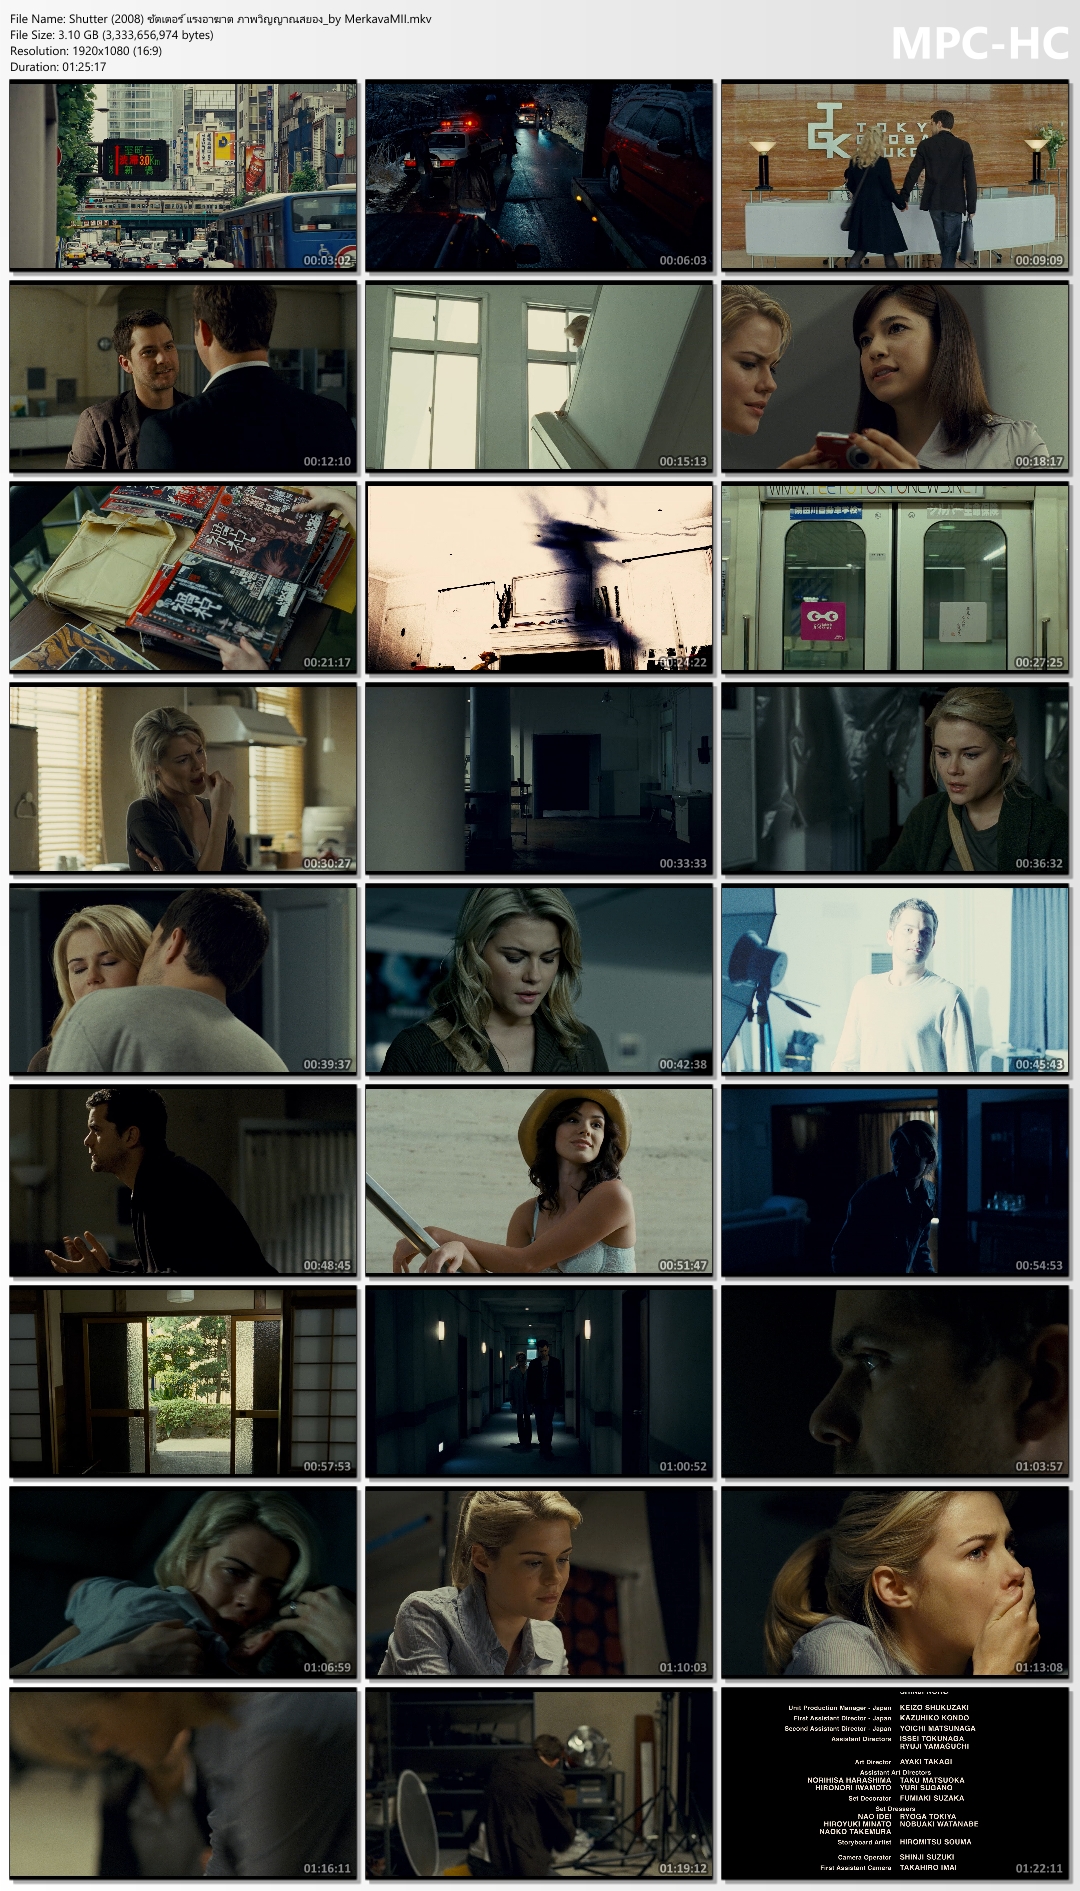 File Name: Shutter (2008) ชัตเตอร์ แรงอาฆาต ภาพวิญญาณสยอง_by MerkavaMII.mkv
File Size: 3.10 GB (3,333,656,974 bytes)
Resolution: 1920x1080 (16:9)
Duration: 01:25:17
MPC-HC
3.0Km
新橋
00:03:02
00:06:03
TGK TOKYO
00:09:09
00:12:10
00:15:13
00:18:17
00:21:17
00:24:22
00:27:25
00:30:27
00:33:33
00:36:32
00:39:37
00:42:38
00:45:43
00:48:45
00:51:47
00:54:53
00:57:53
01:00:52
01:03:57
01:06:59
01:10:03
01:13:08
01:16:11
01:19:12
Unit Production Manager - Japan KEIZO SHUKUZAKI
First Assistant Director - Japan KAZUHIKO KONDO
Second Assistant Director - Japan YOICHI MATSUNAGA
Assistant Directors ISSEI TOKUNAGA
RYUJI YAMAGUCHI
Art Director AYAKI TAKAGI
Assistant Art Directors
NORIHISA HARASHIMA TAKU MATSUOKA
HIRONORI IWAMOTO YURI SUGANO
Set Decorator FUMIAKI SUZAKA
Set Dressers
NAO IDEI RYOGA TOKIYA
HIROYUKI MINATO NOBUAKI WATANABE
NAOKO TAKEMURA
Storyboard Artist HIROMITSU SOUMA
Camera Operator SHINJI SUZUKI
First Assistant Camera TAKAHIRO IMAI
01:22:11